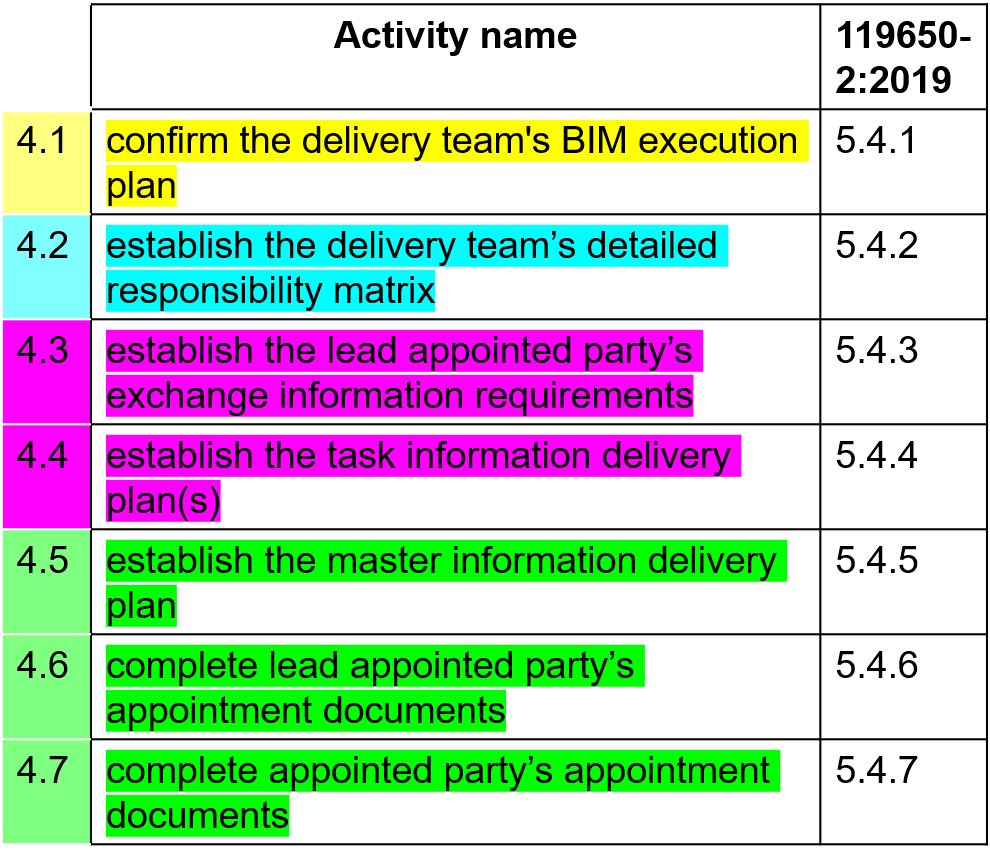 Activity name
119650-
2:2019
4.1
confirm the delivery team's BIM execution
plan
5.4.1
4.2
establish the delivery team’s detailed
responsibility matrix
5.4.2
4.3
establish the lead appointed party’s
exchange information requirements
5.4.3
4.4
establish the task information delivery
plan(s)
5.4.4
4.5
establish the master information delivery
plan
5.4.5
4.6
complete lead appointed party’s
appointment documents
5.4.6
4.7
complete appointed party’s appointment
documents
5.4.7